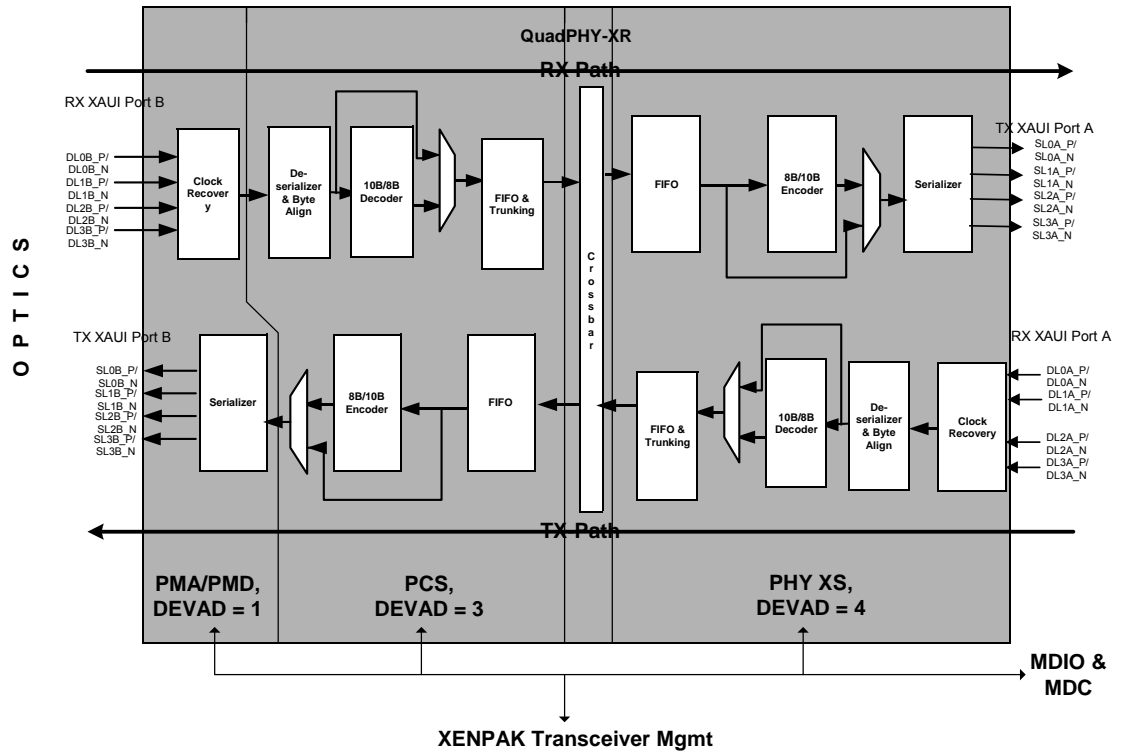 QuadPHY-XR
RX Path
RX XAUI Port B
DL0B_P/
DL0B_N
DL1B_P/
DL1B_N
DL2B_P/
DL2B_N
DL3B_P/
DL3B_N
Clock
Recover
y
De-
serializer
& Byte
Align
10B/8B
Decoder
FIFO &
Trunking
Crossbar
FIFO
8B/10B
Encoder
Serializer
TX XAUI Port A
SL0A_P/
SL0A_N
SL1A_P/
SL1A_N
SL2A_P/
SL2A_N
SL3A_P/
SL3A_N
OPTICS
TX XAUI Port B
SL0B_P/
SL0B_N
SL1B_P/
SL1B_N
SL2B_P/
SL2B_N
SL3B_P/
SL3B_N
Serializer
8B/10B
Encoder
FIFO
FIFO &
Trunking
10B/8B
Decoder
De-
serializer
& Byte
Align
Clock
Recovery
RX XAUI Port A
DL0A_P/
DL0A_N
DL1A_P/
DL1A_N
DL2A_P/
DL2A_N
DL3A_P/
DL3A_N
TX Path
PMA/PMD,
DEVAD = 1
PCS,
DEVAD = 3
PHY XS,
DEVAD = 4
MDIO &
MDC
XENPAK Transceiver Mgmt